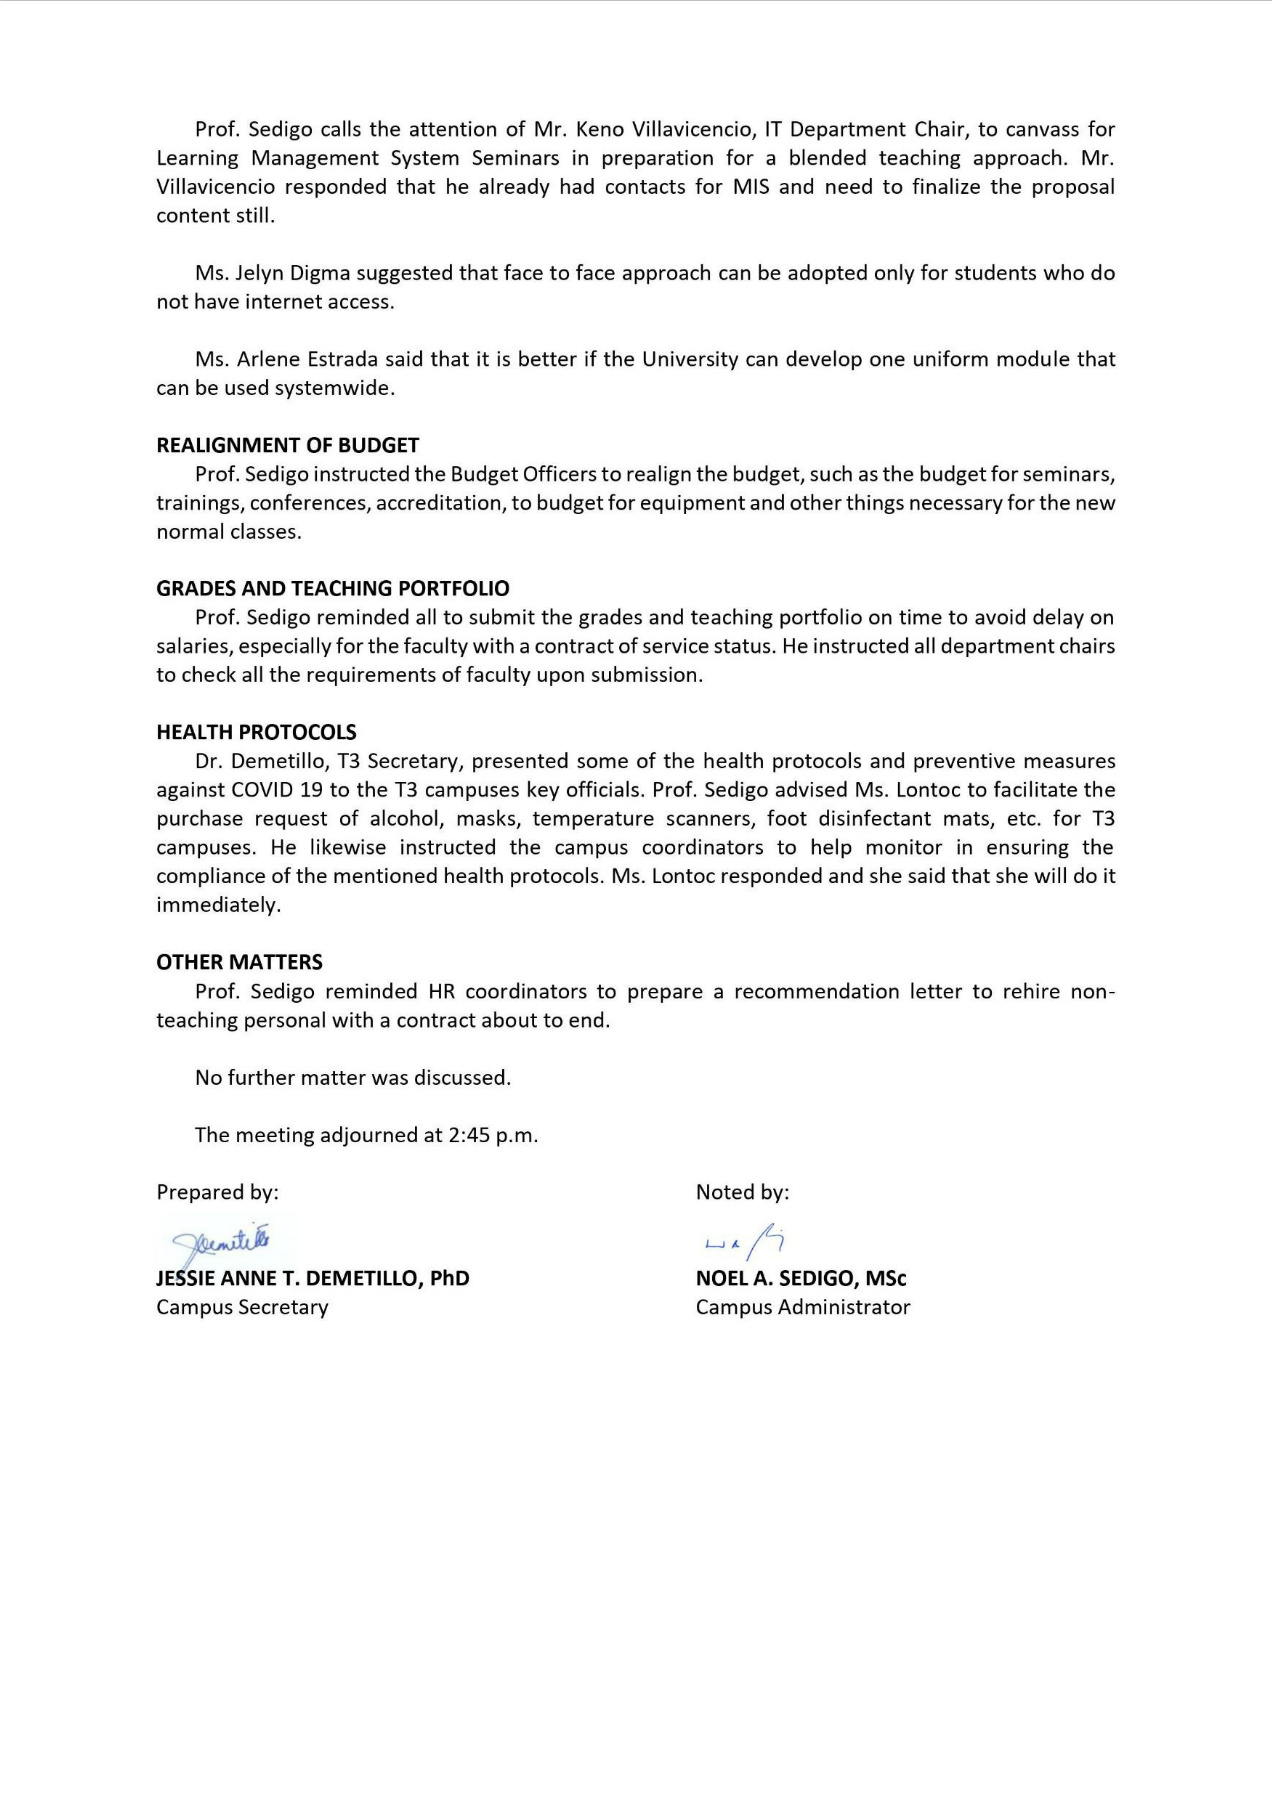 Prof. Sedigo calls the attention of Mr. Keno Villavicencio, IT Department Chair, to canvass for
Learning Management System Seminars in preparation for a blended teaching approach. Mr.
Villavicencio responded that he already had contacts for MIS and need to finalize the proposal
content still.
Ms. Jelyn Digma suggested that face to face approach can be adopted only for students who do
not have internet access.
Ms. Arlene Estrada said that it is better if the University can develop one uniform module that
can be used systemwide.
REALIGNMENT OF BUDGET
Prof. Sedigo instructed the Budget Officers to realign the budget, such as the budget for seminars,
trainings, conferences, accreditation, to budget for equipment and other things necessary for the new
normal classes.
GRADES AND TEACHING PORTFOLIO
Prof. Sedigo reminded all to submit the grades and teaching portfolio on time to avoid delay on
salaries, especially for the faculty with a contract of service status. He instructed all department chairs
to check all the requirements of faculty upon submission.
HEALTH PROTOCOLS
Dr. Demetillo, T3 Secretary, presented some of the health protocols and preventive measures
against COVID 19 to the T3 campuses key officials. Prof. Sedigo advised Ms. Lontoc to facilitate the
purchase request of alcohol, masks, temperature scanners, foot disinfectant mats, etc. for T3
campuses. He likewise instructed the campus coordinators to help monitor in ensuring the
compliance of the mentioned health protocols. Ms. Lontoc responded and she said that she will do it
immediately.
OTHER MATTERS
Prof. Sedigo reminded HR coordinators to prepare a recommendation letter to rehire non-
teaching personal with a contract about to end.
No further matter was discussed.
The meeting adjourned at 2:45 p.m.
Prepared by:
Noted by:
JESSIE ANNE T. DEMETILLO, PhD
NOEL A. SEDIGO, MSc
Campus Secretary
Campus Administrator